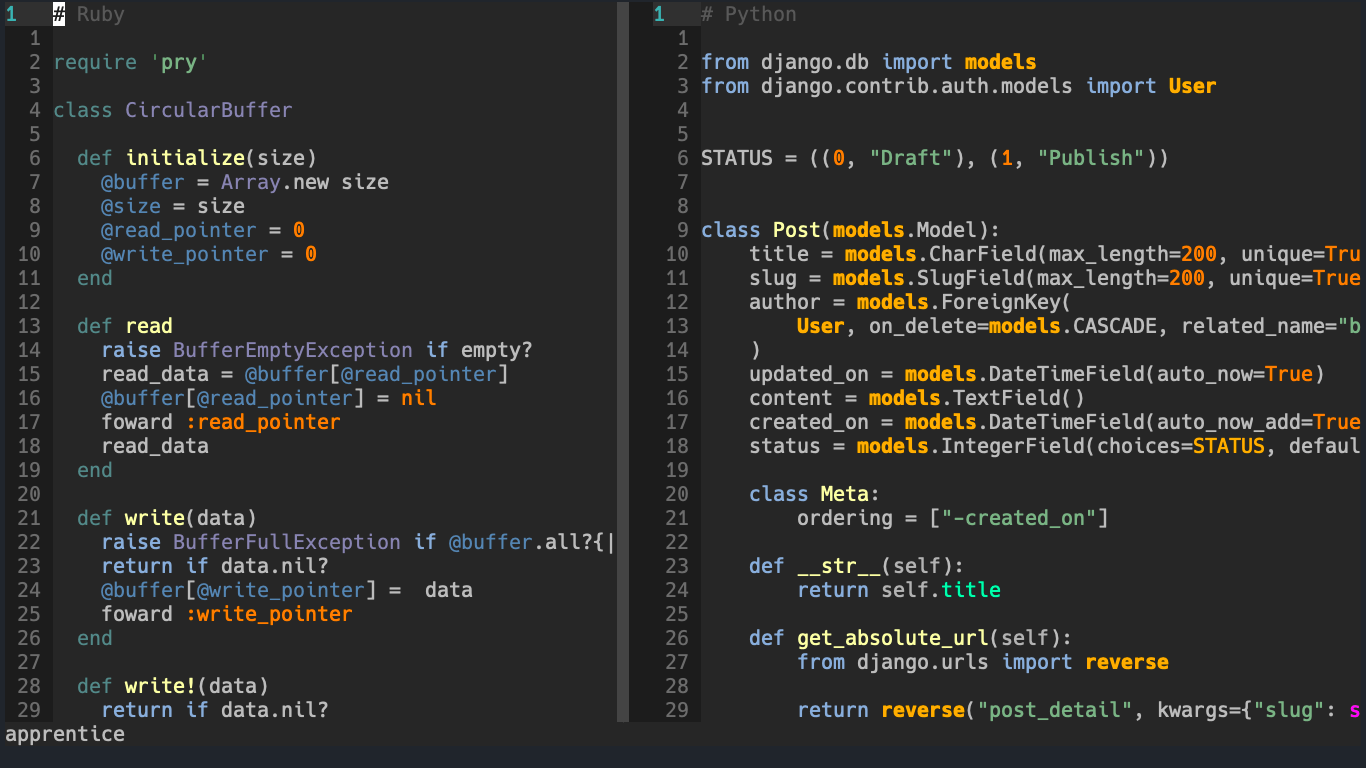 1 # Ruby
1
2 require 'pry'
3
4 class CircularBuffer
5
6 def initialize(size)
7 @buffer = Array.new size
8 @size = size
9 @read_pointer = 0
10 @write_pointer = 0
11 end
12
13 def read
14 raise BufferEmptyException if empty?
15 read_data = @buffer[@read_pointer]
16 @buffer[@read_pointer] = nil
17 foward :read_pointer
18 read_data
19 end
20
21 def write(data)
22 raise BufferFullException if @buffer.all?{|
23 return if data.nil?
24 @buffer[@write_pointer] =  data
25 foward :write_pointer
26 end
27
28 def write!(data)
29 return if data.nil?
1 # Python
1
2 from django.db import models
3 from django.contrib.auth.models import User
4
5
6 STATUS = ((0, "Draft"), (1, "Publish"))
7
8
9 class Post(models.Model):
10 title = models.CharField(max_length=200, unique=Tru
11 slug = models.SlugField(max_length=200, unique=True
12 author = models.ForeignKey(
13 User, on_delete=models.CASCADE, related_name="b
14 )
15 updated_on = models.DateTimeField(auto_now=True)
16 content = models.TextField()
17 created_on = models.DateTimeField(auto_now_add=True
18 status = models.IntegerField(choices=STATUS, defaul
19
20 class Meta:
21 ordering = ["-created_on"]
22
23 def __str__(self):
24 return self.title
25
26 def get_absolute_url(self):
27 from django.urls import reverse
28
29 return reverse("post_detail", kwargs={"slug": s
apprentice